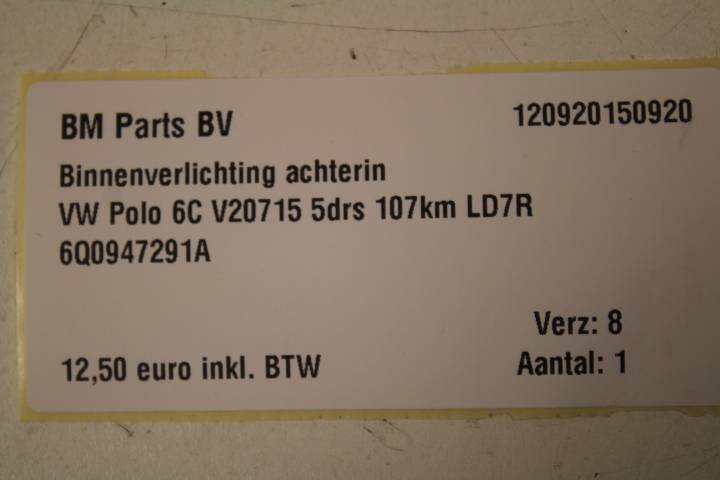 BM Parts BV 120920150920
Binnenverlichting achterin
VW Polo 6C V20715 5drs 107km LD7R
6Q0947291A
Verz: 8
12,50 euro inkl. BTW Aantal: 1